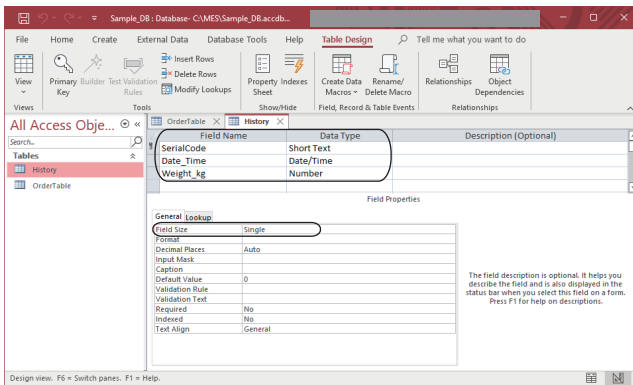 Sample_DB : Database- C:\MES\Sample_DB.accdb...
File Home Create External Data Database Tools Help Table Design Tell me what you want to do
View Primary Key Builder Test Validation Rules Insert Rows Delete Rows Modify Lookups Property Sheet Indexes Create Data Macros Rename/ Delete Macro Relationships Object Dependencies
Views Tools Show/Hide Field, Record & Table Events Relationships
All Access Obje... «
Search...
Tables
History
OrderTable
OrderTable × History ×
Field Name Data Type Description (Optional)
SerialCode Short Text
Date_Time Date/Time
Weight_kg Number
Field Properties
General Lookup
Field Size Single
Format
Decimal Places Auto
Input Mask
Caption
Default Value 0
Validation Rule
Validation Text
Required No
Indexed No
Text Align General
The field description is optional. It helps you
describe the field and is also displayed in the
status bar when you select this field on a form.
Press F1 for help on descriptions.
Design view. F6 = Switch panes. F1 = Help.